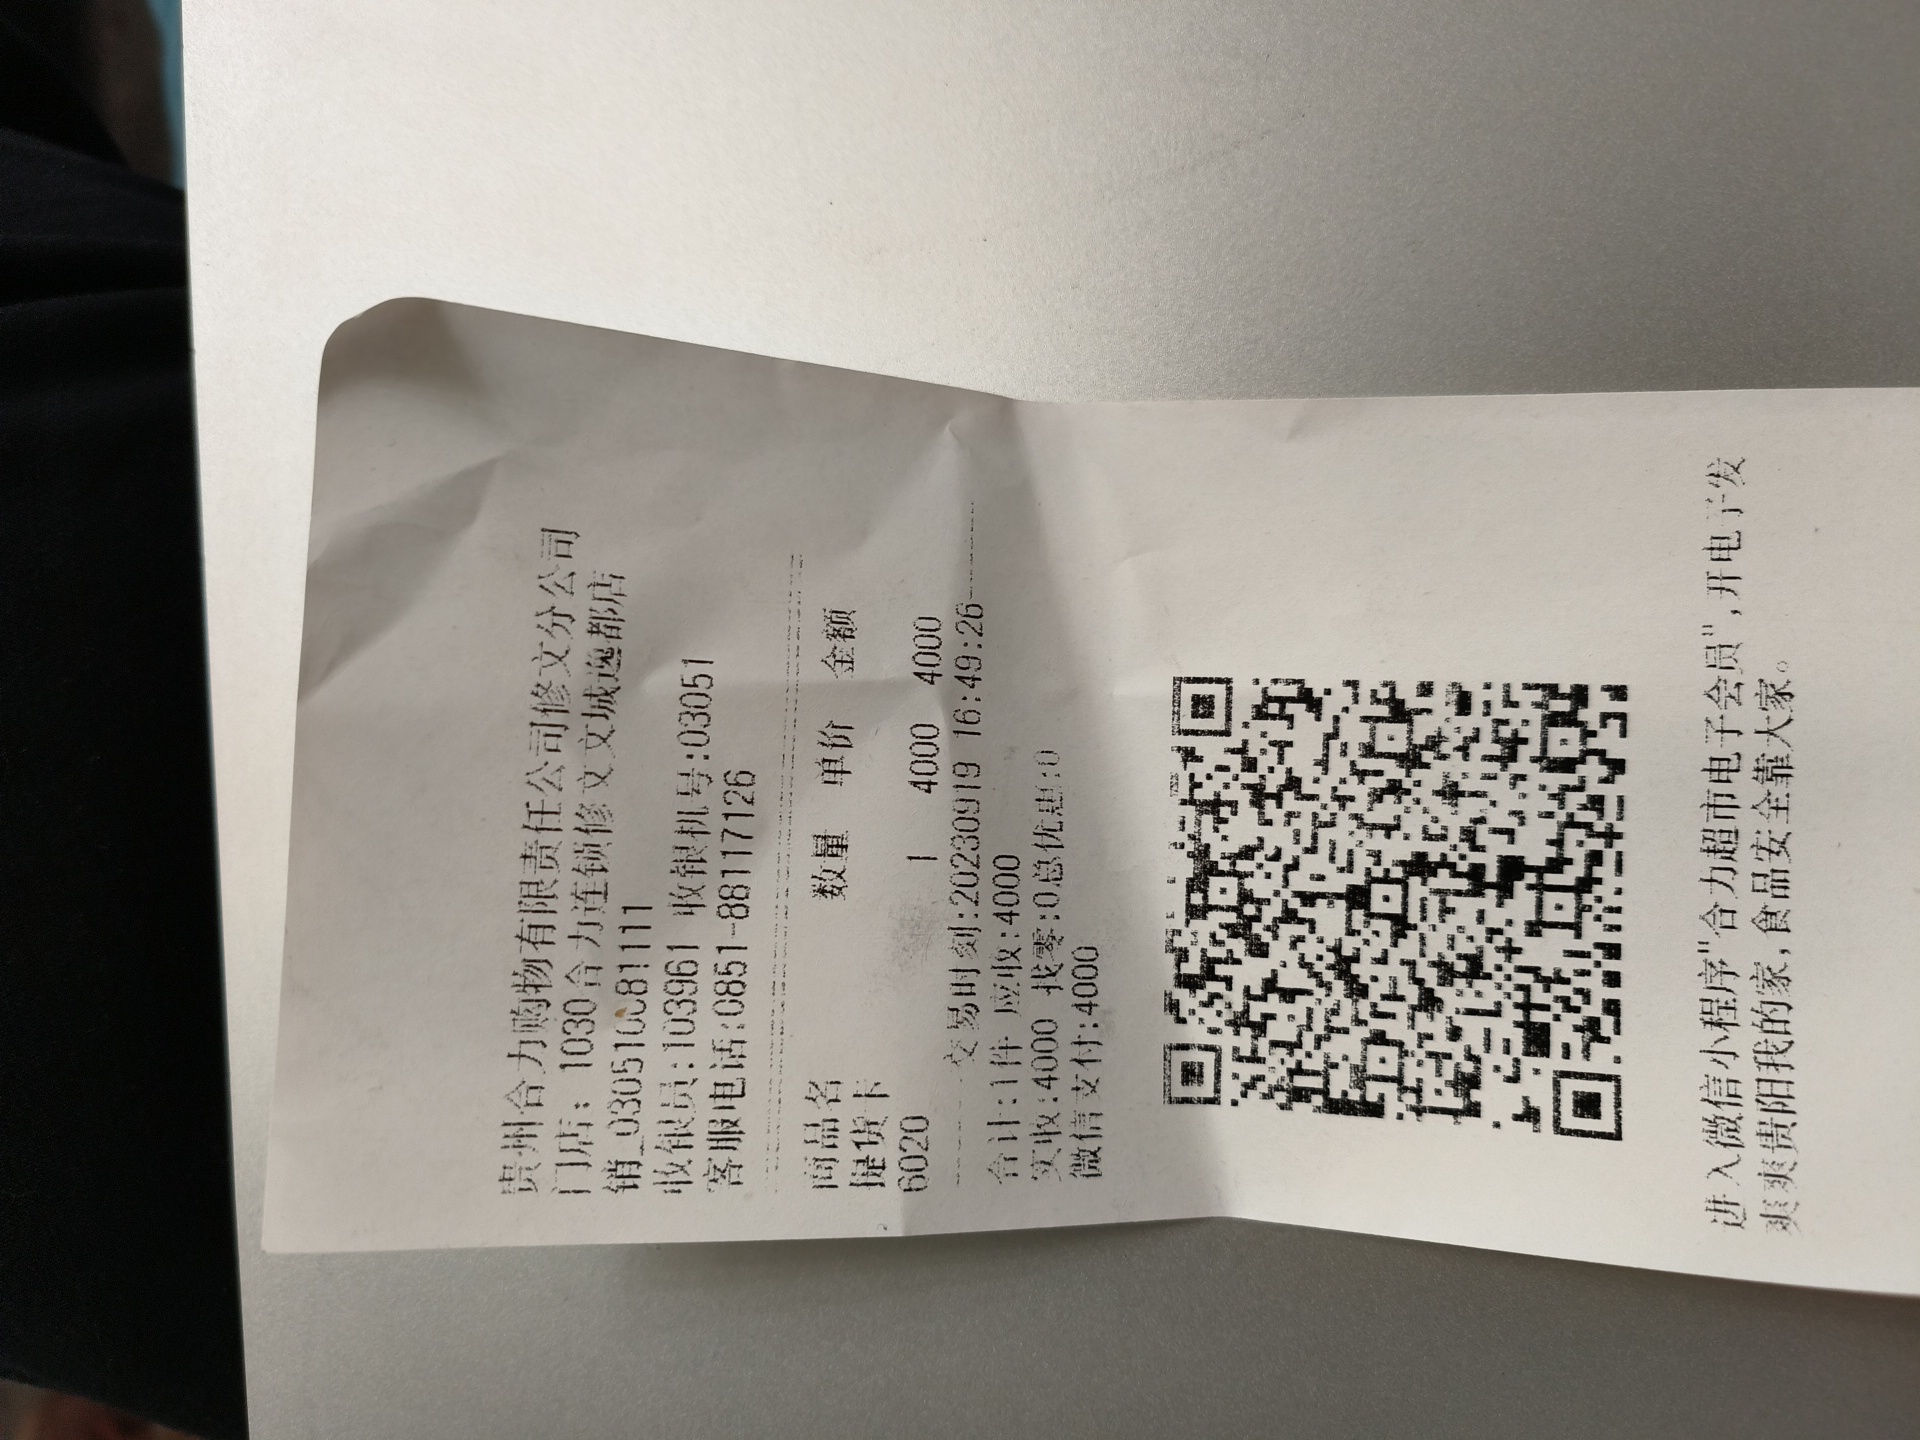 贵州合力购物有限责任公司修文分公司
门店: 1030合力连锁修文文城逸都店
销_030510081111
收银员:103961 收银机号:03051
客服电话:0851-88117126
商品名 数量 单价 金额
提货卡
6020 1 4000 4000
交易时刻:20230919 16:49:26
合计:1件 应收:4000
实收:4000 找零:0总优惠:0
微信支付:4000
进入微信小程序"合力超市电子会员",开电子发
爽爽贵阳我的家,食品安全靠大家。